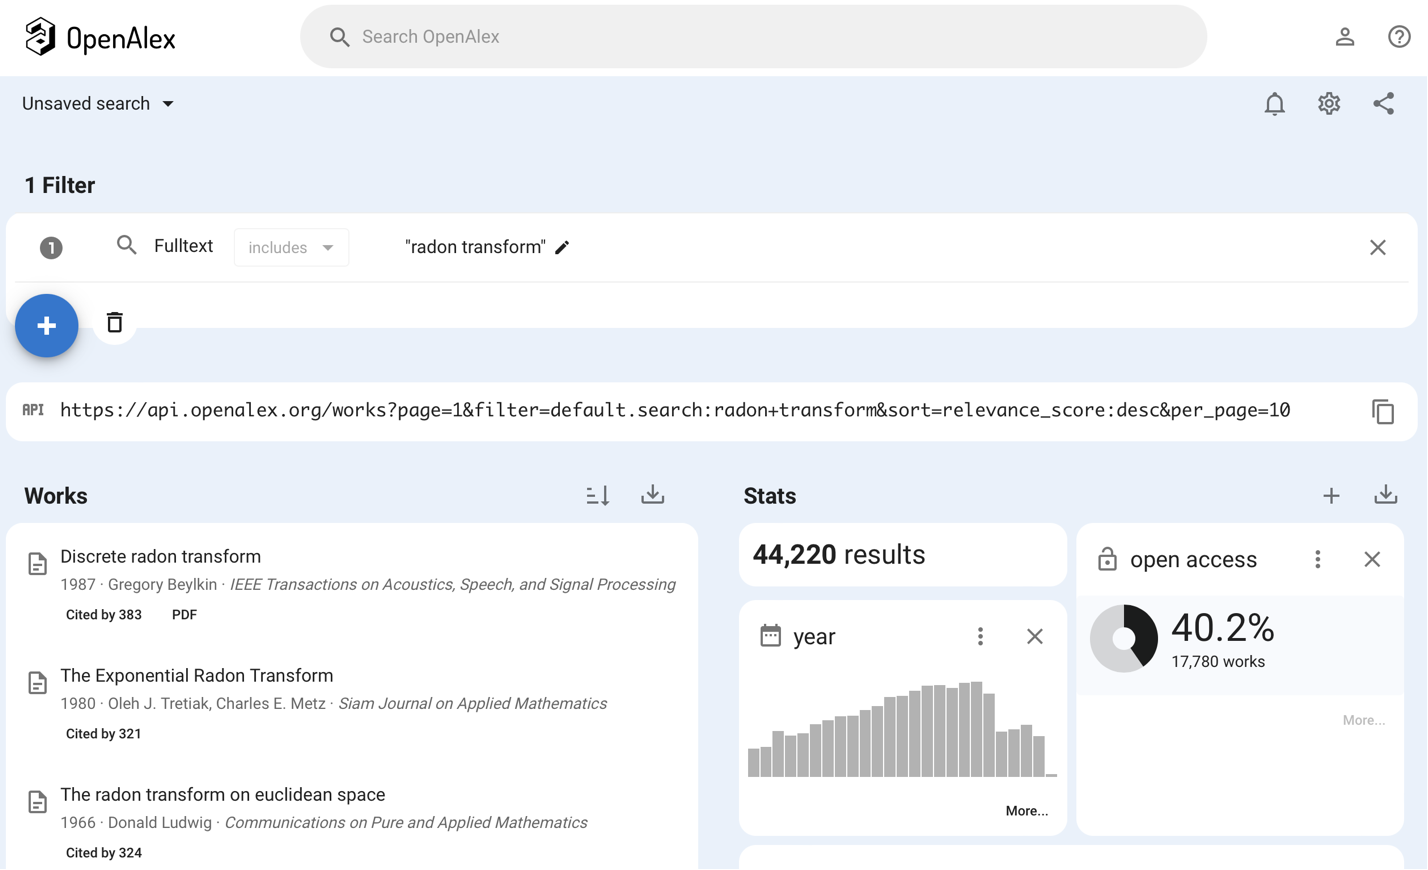 OpenAlex
Search OpenAlex
Unsaved search
1 Filter
1
Fulltext
includes
"radon transform"
API
https://api.openalex.org/works?page=1&filter=default.search:radon+transform&sort=relevance_score:desc&per_page=10
Works
Discrete radon transform
1987 · Gregory Beylkin · IEEE Transactions on Acoustics, Speech, and Signal Processing
Cited by 383 PDF
The Exponential Radon Transform
1980 · Oleh J. Tretiak, Charles E. Metz · Siam Journal on Applied Mathematics
Cited by 321
The radon transform on euclidean space
1966 · Donald Ludwig · Communications on Pure and Applied Mathematics
Cited by 324
Stats
44,220 results
year
More...
open access
40.2%
17,780 works
More...